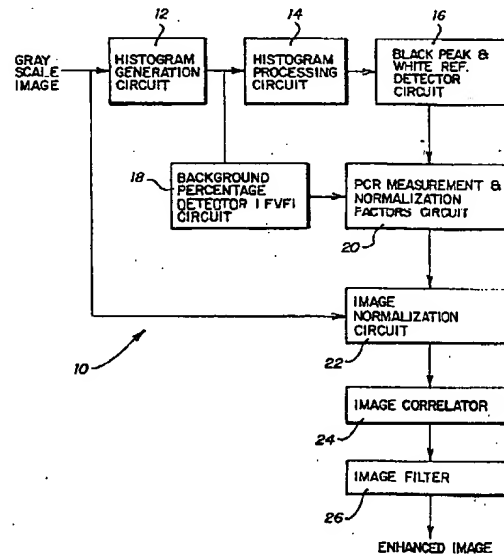 12
14
16
GRAY
SCALE
IMAGE
HISTOGRAM
GENERATION
CIRCUIT
HISTOGRAM
PROCESSING
CIRCUIT
BLACK PEAK &
WHITE REF.
DETECTOR
CIRCUIT
18
BACKGROUND
PERCENTAGE
DETECTOR
CIRCUIT
PCR MEASUREMENT &
NORMALIZATION
FACTORS CIRCUIT
20
10
IMAGE
NORMALIZATION
CIRCUIT
22
IMAGE CORRELATOR
24
IMAGE FILTER
26
ENHANCED IMAGE